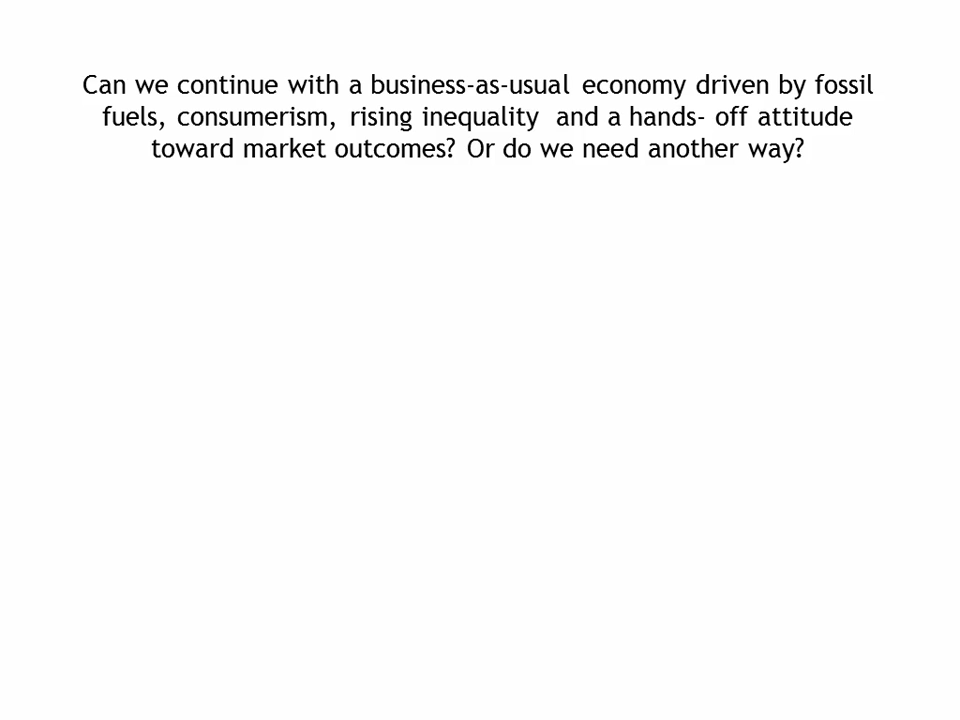 Can we continue with a business-as-usual economy driven by fossil
fuels, consumerism, rising inequality  and a hands- off attitude
toward market outcomes? Or do we need another way?